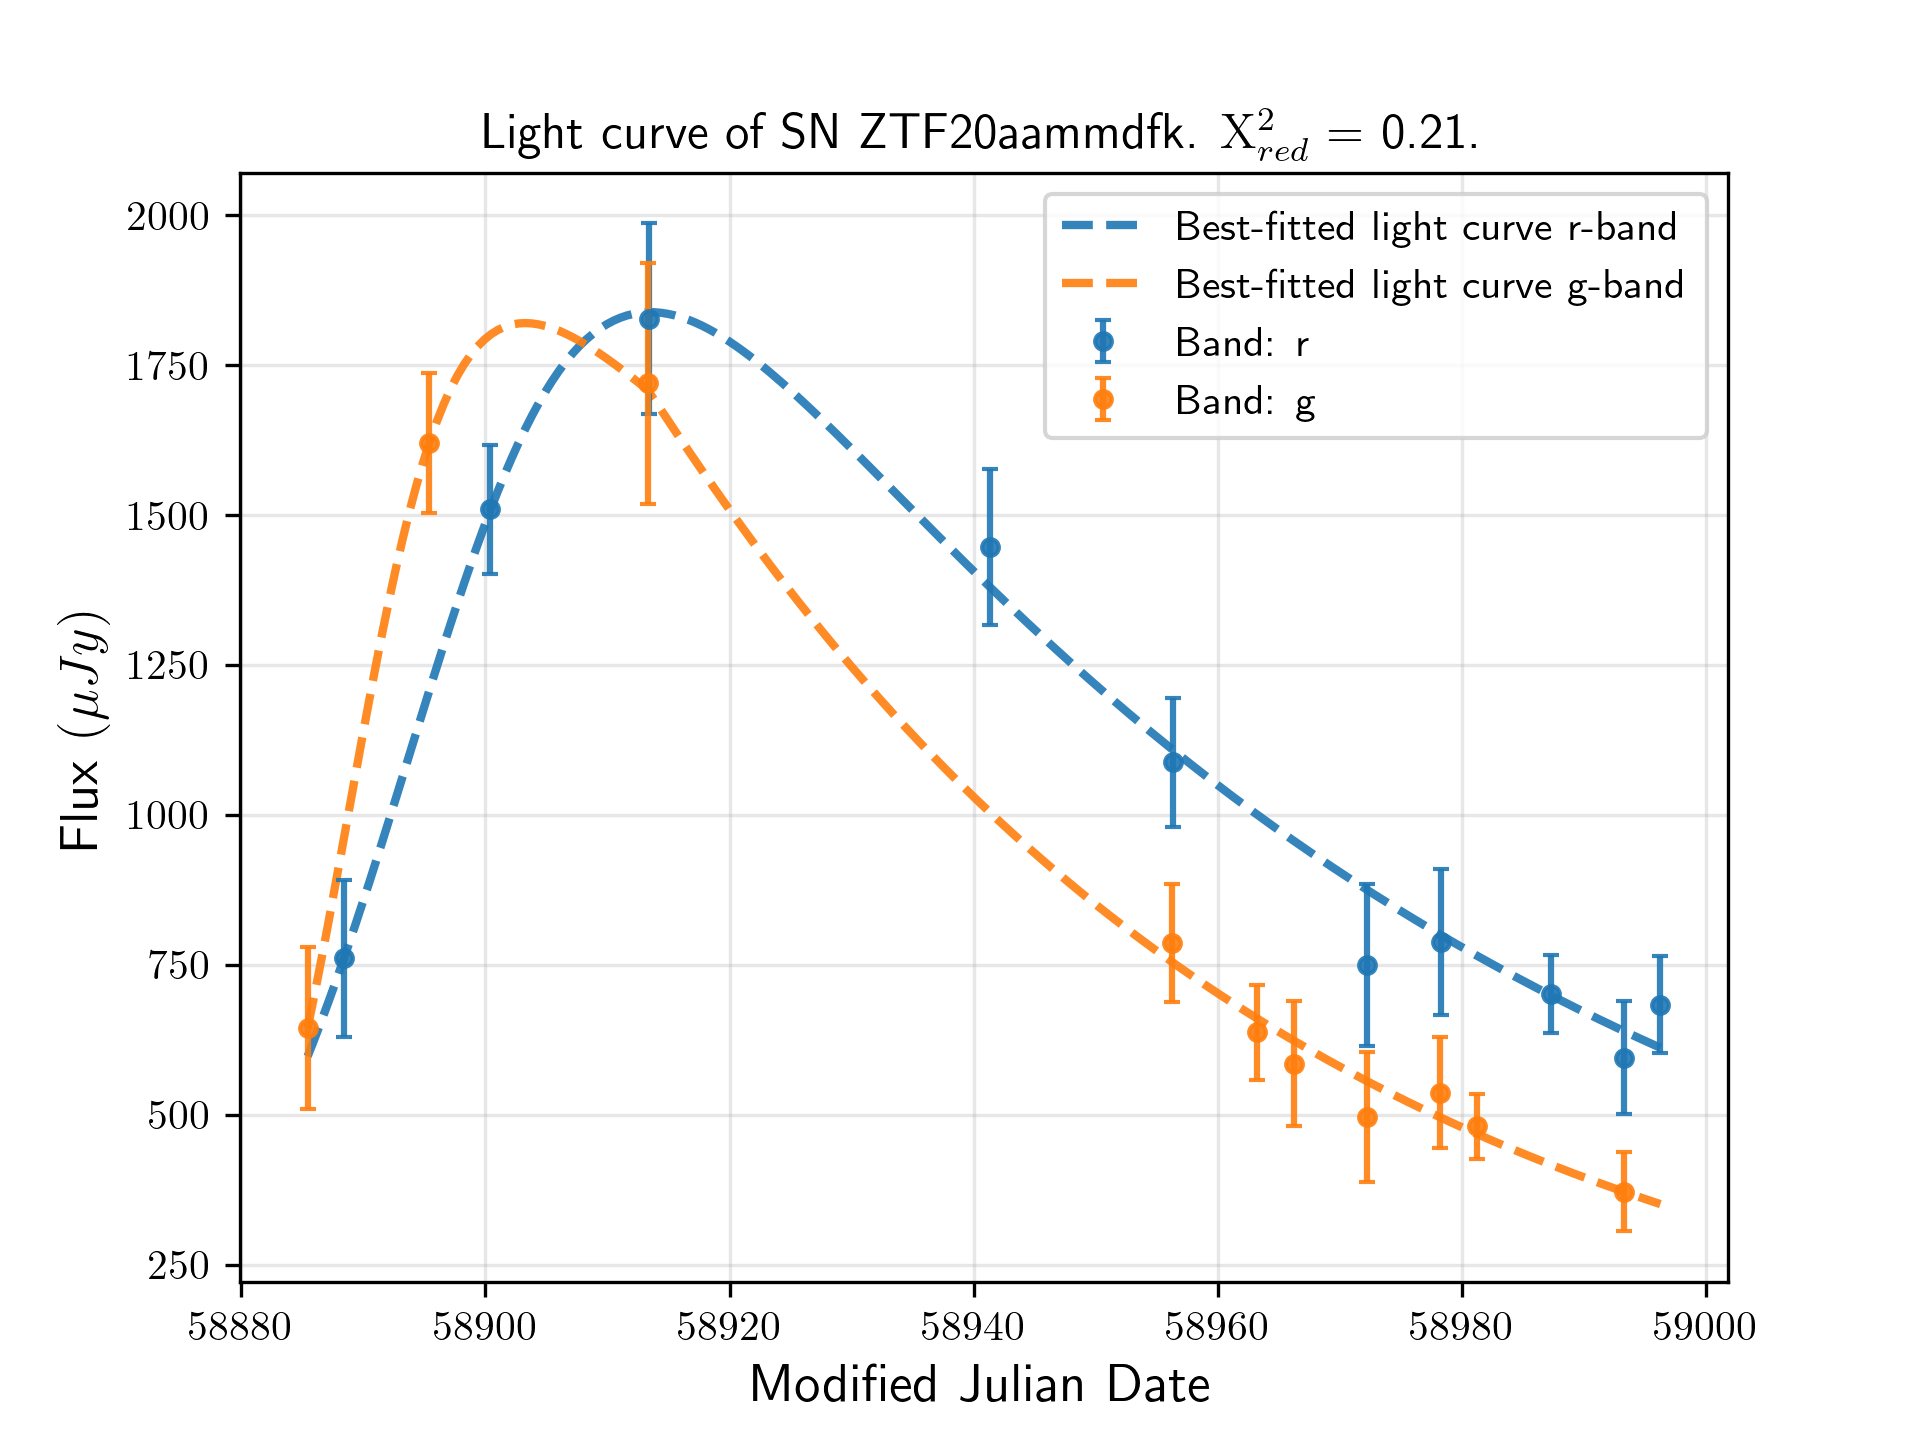 Light curve of SN ZTF20aammdfk. X²_red = 0.21.
Best-fitted light curve r-band
Best-fitted light curve g-band
Band: r
Band: g
Flux (μJy)
2000
1750
1500
1250
1000
750
500
250
58880 58900 58920 58940 58960 58980 59000
Modified Julian Date